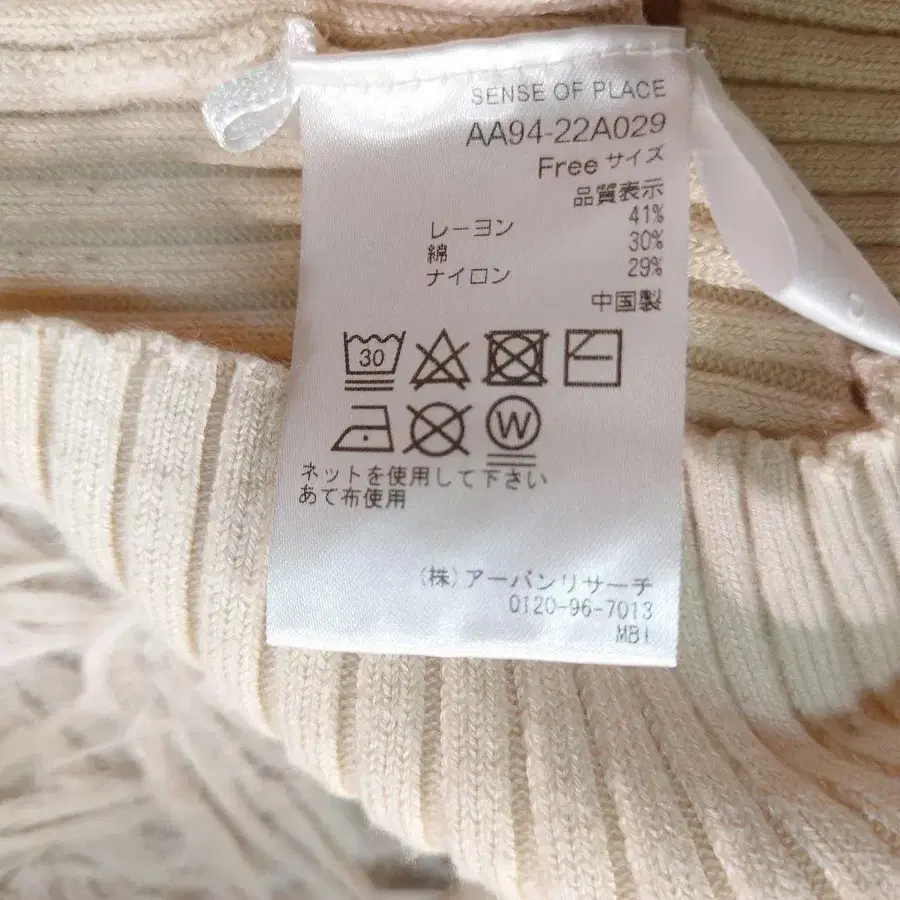 SENSE OF PLACE
AA94-22A029
Free サイズ
品質表示
レーヨン 41%
綿 30%
ナイロン 29%
中国製
30
W
ネットを使用して下さい
あて布使用
(株)アーバンリサーチ
0120-96-7013
MBI